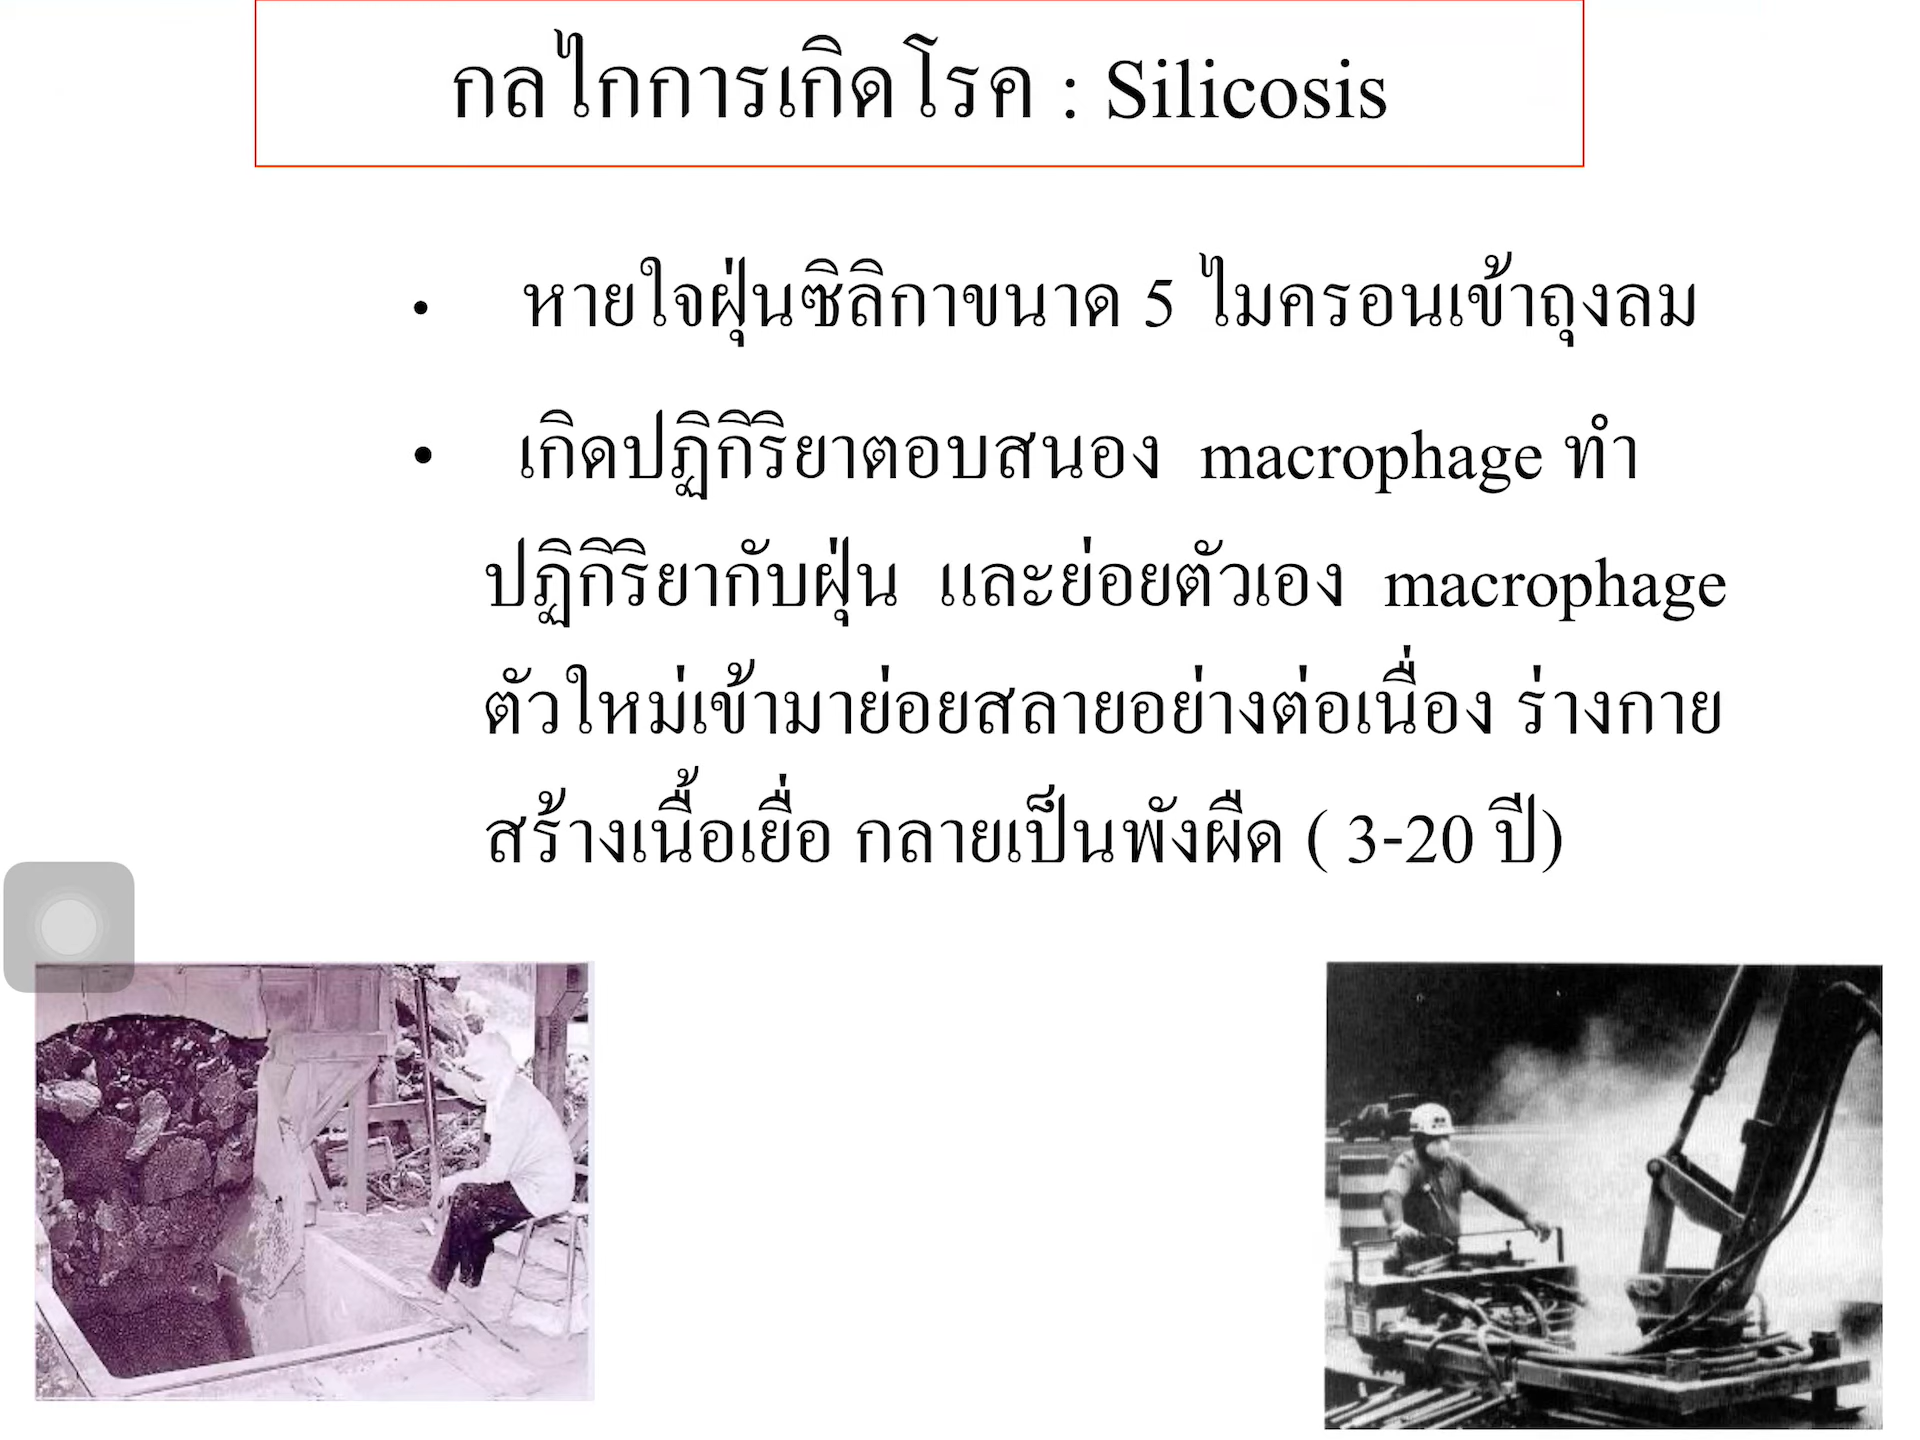 กลไกการเกิดโรค : Silicosis
• หายใจฝุ่นซิลิกาขนาด 5 ไมครอนเข้าถุงลม
• เกิดปฏิกิริยาตอบสนอง macrophage ทำ
ปฏิกิริยากับฝุ่น และย่อยตัวเอง macrophage
ตัวใหม่เข้ามาย่อยสลายอย่างต่อเนื่อง ร่างกาย
สร้างเนื้อเยื่อ กลายเป็นพังผืด ( 3-20 ปี)